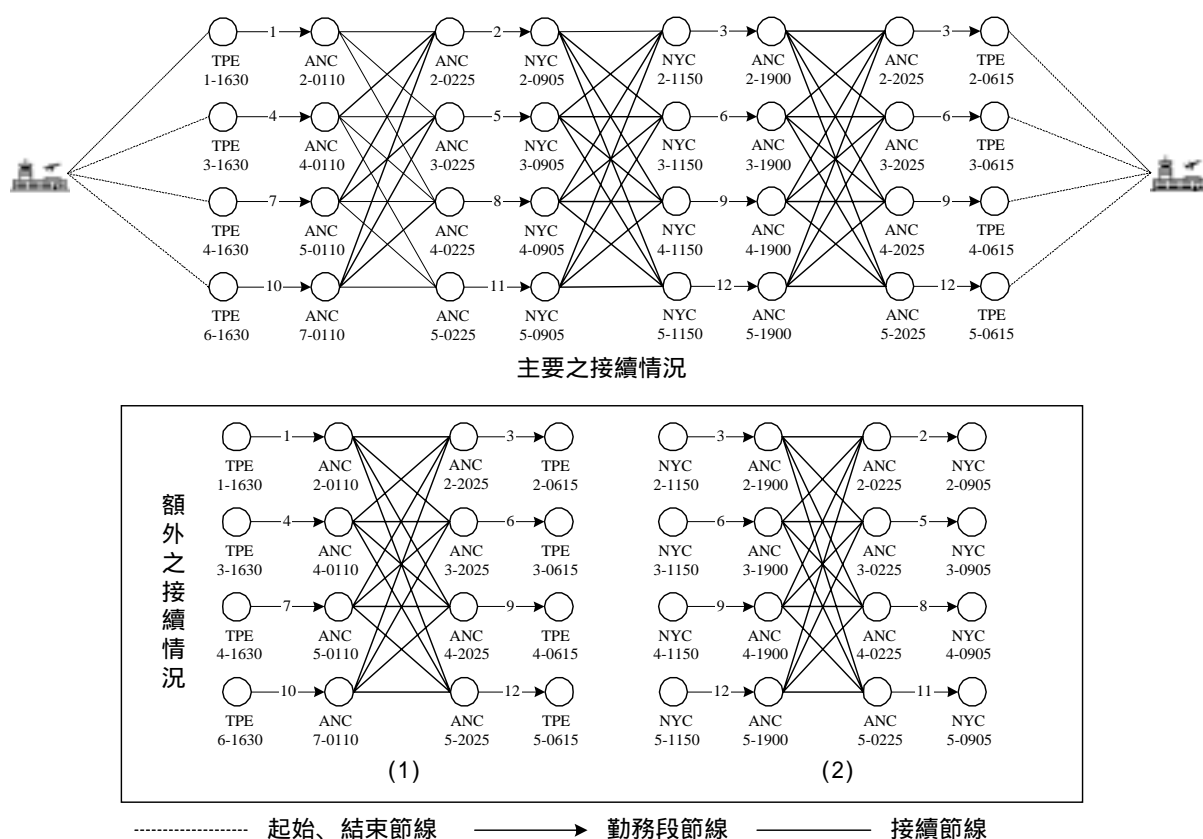 1 2 3 3
TPE ANC ANC NYC NYC ANC ANC TPE
1-1630 2-0110 2-0225 2-0905 2-1150 2-1900 2-2025 2-0615
4 5 6 6
TPE ANC ANC NYC NYC ANC ANC TPE
3-1630 4-0110 3-0225 3-0905 3-1150 3-1900 3-2025 3-0615
7 8 9 9
TPE ANC ANC NYC NYC ANC ANC TPE
4-1630 5-0110 4-0225 4-0905 4-1150 4-1900 4-2025 4-0615
10 11 12 12
TPE ANC ANC NYC NYC ANC ANC TPE
6-1630 7-0110 5-0225 5-0905 5-1150 5-1900 5-2025 5-0615
主要之接續情況
額外之接續情況
1 3
TPE ANC ANC TPE
1-1630 2-0110 2-2025 2-0615
4 6
TPE ANC ANC TPE
3-1630 4-0110 3-2025 3-0615
7 9
TPE ANC ANC TPE
4-1630 5-0110 4-2025 4-0615
10 12
TPE ANC ANC TPE
6-1630 7-0110 5-2025 5-0615
(1)
3 2
NYC ANC ANC NYC
2-1150 2-1900 2-0225 2-0905
6 5
NYC ANC ANC NYC
3-1150 3-1900 3-0225 3-0905
9 8
NYC ANC ANC NYC
4-1150 4-1900 4-0225 4-0905
12 11
NYC ANC ANC NYC
5-1150 5-1900 5-0225 5-0905
(2)
起始、結束節線 勤務段節線 接續節線